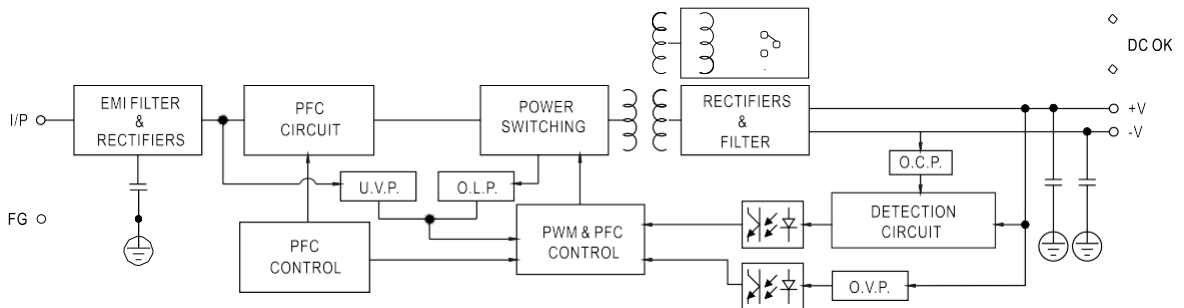 DC OK
I/P
EMI FILTER
&
RECTIFIERS
PFC
CIRCUIT
POWER
SWITCHING
RECTIFIERS
&
FILTER
+V
-V
O.C.P.
U.V.P.
O.L.P.
FG
PFC
CONTROL
PWM & PFC
CONTROL
DETECTION
CIRCUIT
O.V.P.